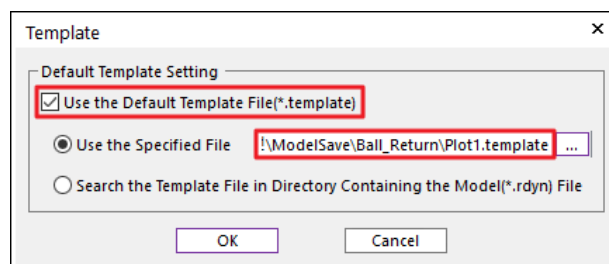 Template
Default Template Setting
Use the Default Template File(*.template)
Use the Specified File !\ModelSave\Ball_Return\Plot1.template ...
Search the Template File in Directory Containing the Model(*.rdyn) File
OK Cancel